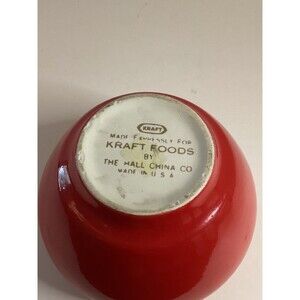 KRAFT
MADE EXPRESSLY FOR
KRAFT FOODS
BY
THE HALL CHINA CO
MADE IN U.S.A